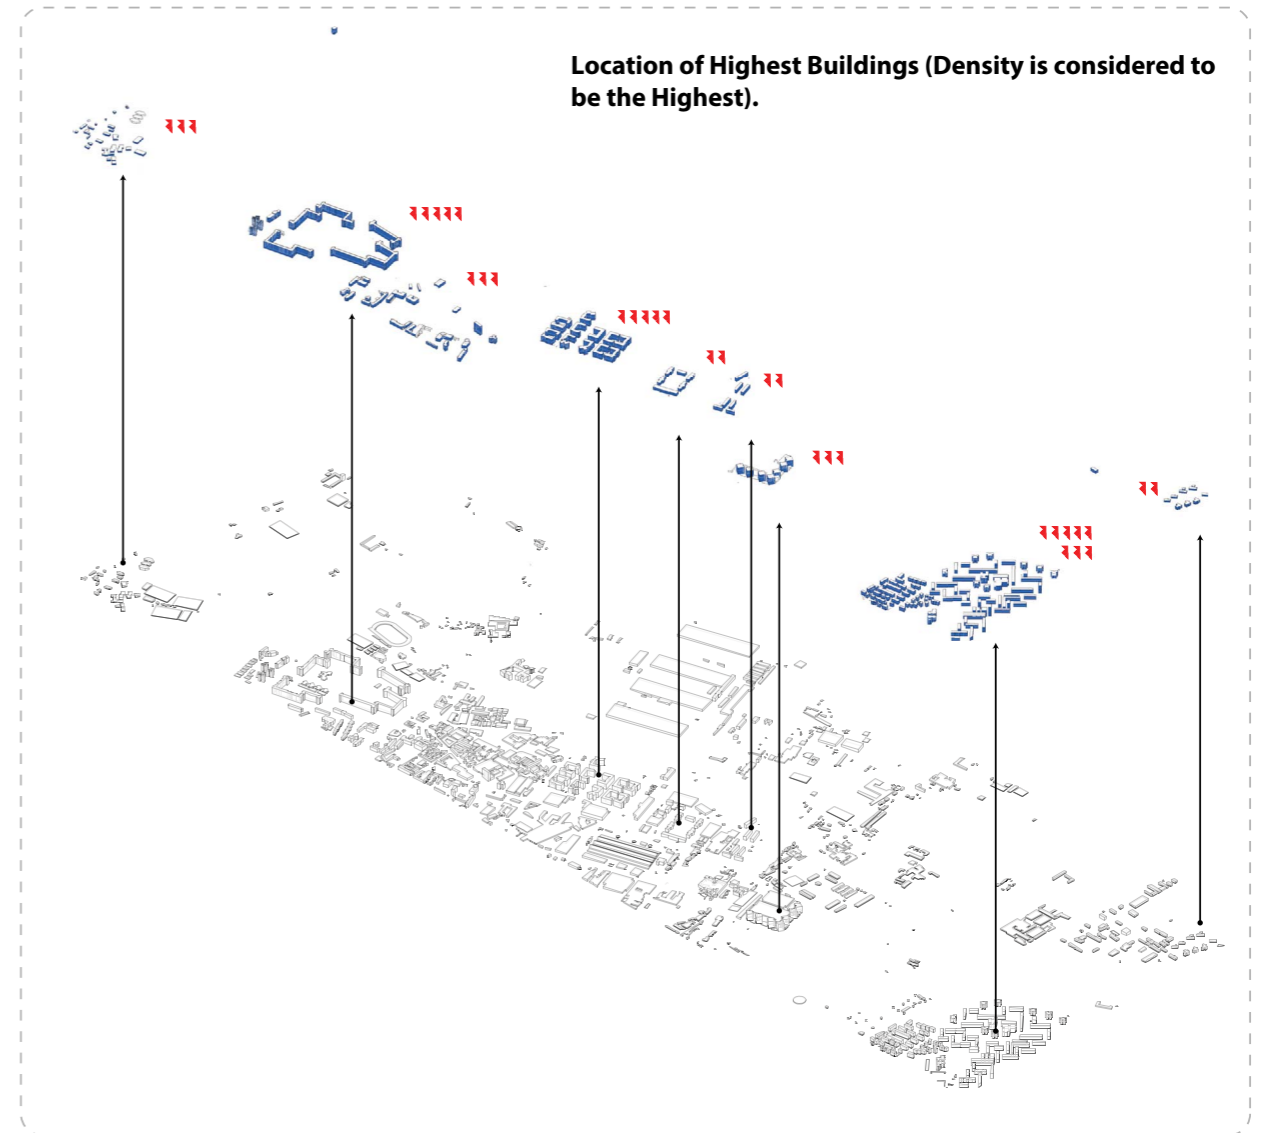 Location of Highest Buildings (Density is considered to
be the Highest).